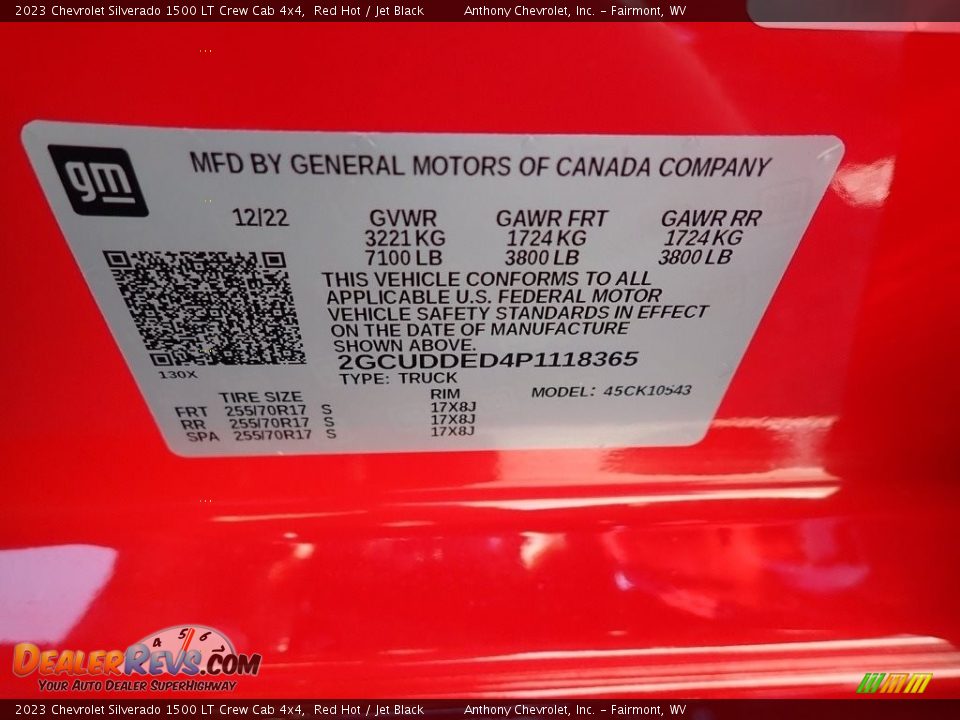 2023 Chevrolet Silverado 1500 LT Crew Cab 4x4, Red Hot / Jet Black Anthony Chevrolet, Inc. - Fairmont, WV
gm
MFD BY GENERAL MOTORS OF CANADA COMPANY
12/22 GVWR GAWR FRT GAWR RR
3221 KG 1724 KG 1724 KG
7100 LB 3800 LB 3800 LB
THIS VEHICLE CONFORMS TO ALL
APPLICABLE U.S. FEDERAL MOTOR
VEHICLE SAFETY STANDARDS IN EFFECT
ON THE DATE OF MANUFACTURE
SHOWN ABOVE.
2GCUDDED4P1118365
130X
TYPE: TRUCK
TIRE SIZE RIM MODEL: 45CK10543
FRT 255/70R17 S 17X8J
RR 255/70R17 S 17X8J
SPA 255/70R17 S 17X8J
4 5 6 7
DEALERREVS.COM
YOUR AUTO DEALER SUPERHIGHWAY
2023 Chevrolet Silverado 1500 LT Crew Cab 4x4, Red Hot / Jet Black Anthony Chevrolet, Inc. - Fairmont, WV